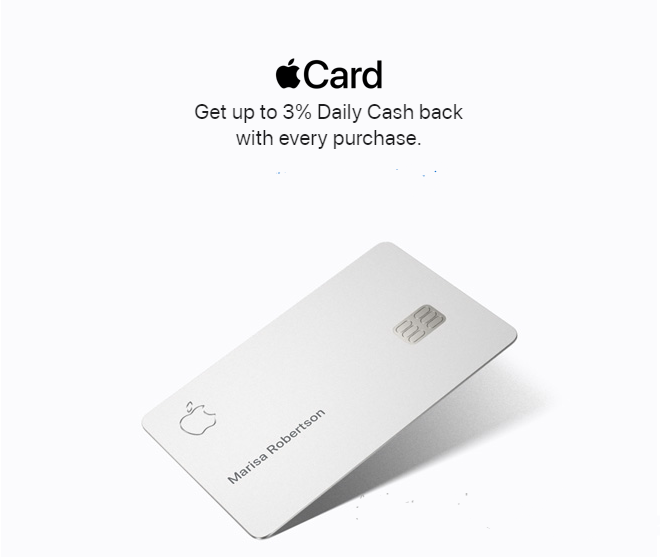 Card
Get up to 3% Daily Cash back
with every purchase.
Marisa Robertson